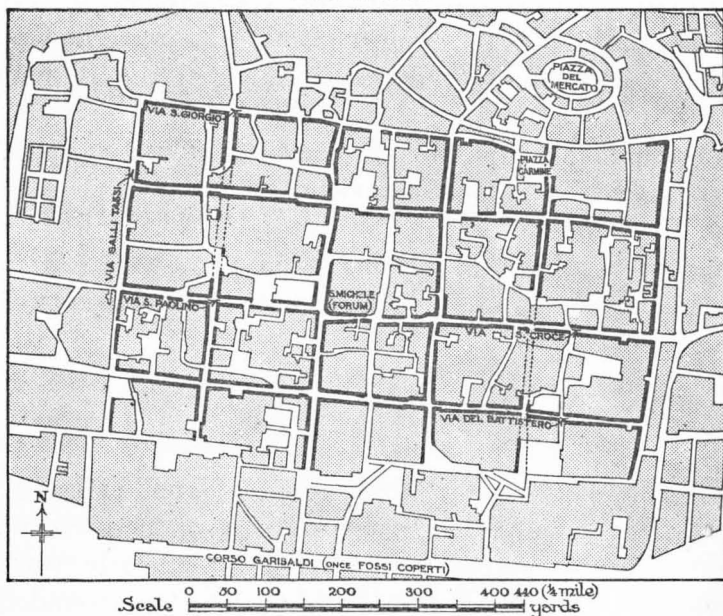 PIAZZA
DEL
MERCATO
VIA S. GIORGIO
PIAZZA
CARMINE
VIA GALLI TASSI
S. MICHELE
(FORUM)
VIA S. PAOLINO
VIA S. CROCE
VIA DEL BATTISTERO
N
CORSO GARIBALDI (ONCE FOSSI COPERTI)
Scale 0 50 100 200 300 400 440 (¼ mile)
yards